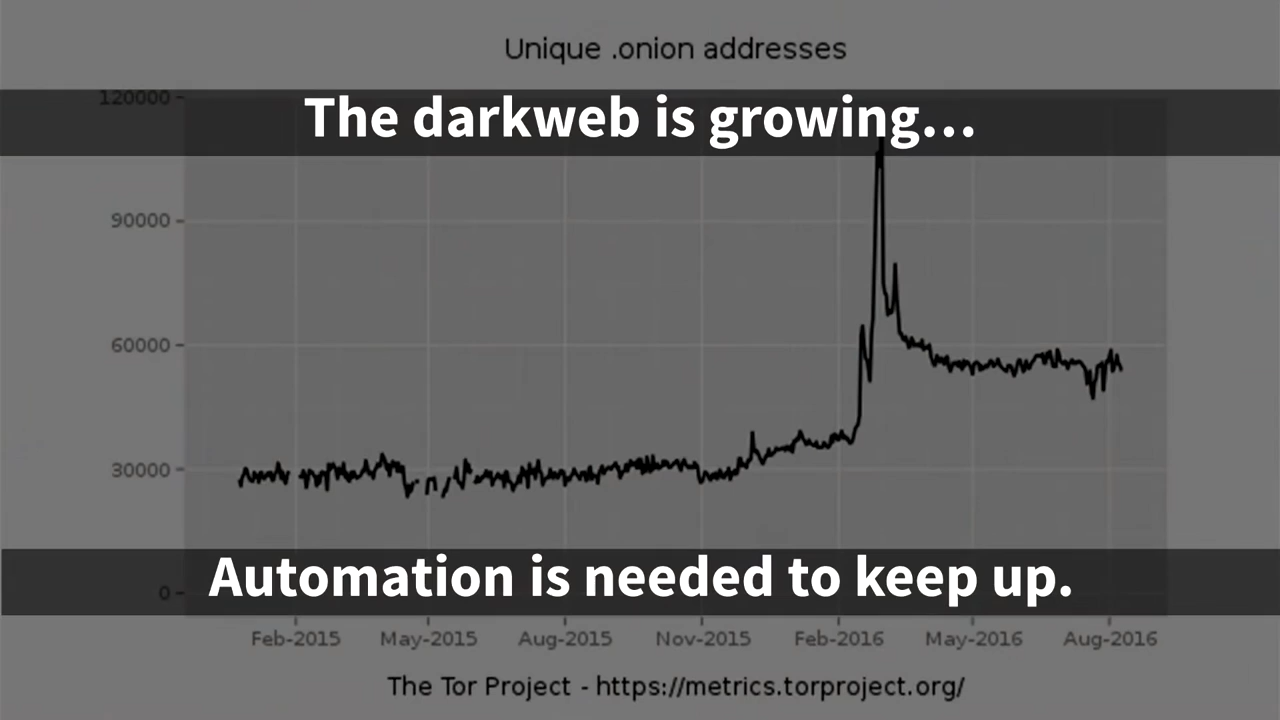 Unique .onion addresses
120000
The darkweb is growing...
90000
60000
30000
Automation is needed to keep up.
0
Feb-2015 May-2015 Aug-2015 Nov-2015 Feb-2016 May-2016 Aug-2016
The Tor Project - https://metrics.torproject.org/